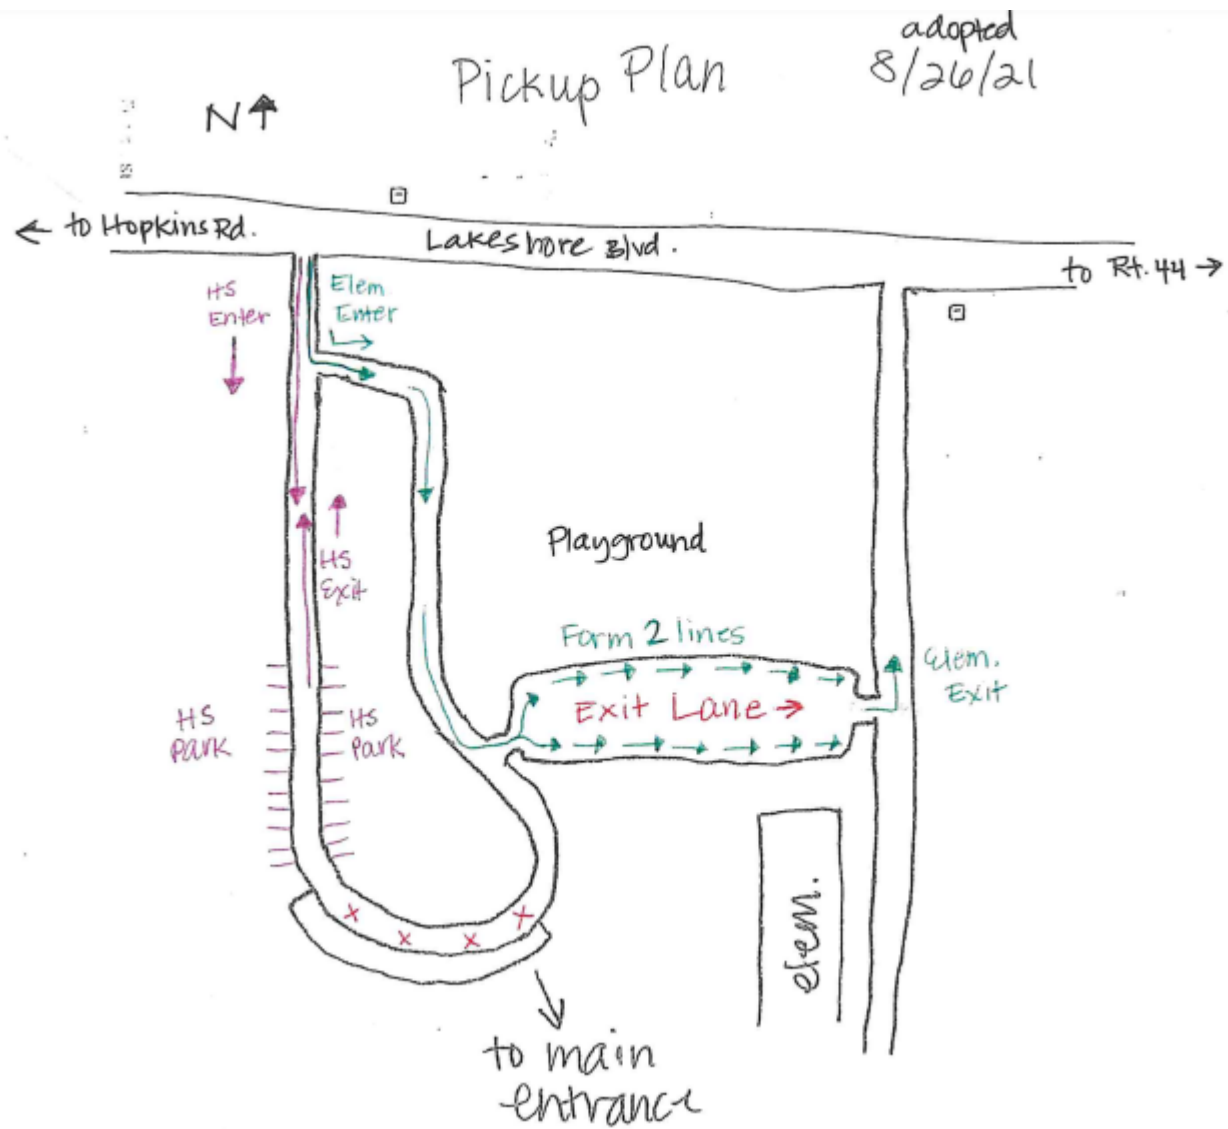 adopted
8/26/21
Pickup Plan
N
← to Hopkins Rd.
Lakeshore Blvd.
to Rt. 44 →
HS
Enter
Elem
Enter
HS
Exit
Playground
Form 2 lines
Exit Lane →
Elem.
Exit
HS
Park
HS
Park
elem.
to main
entrance